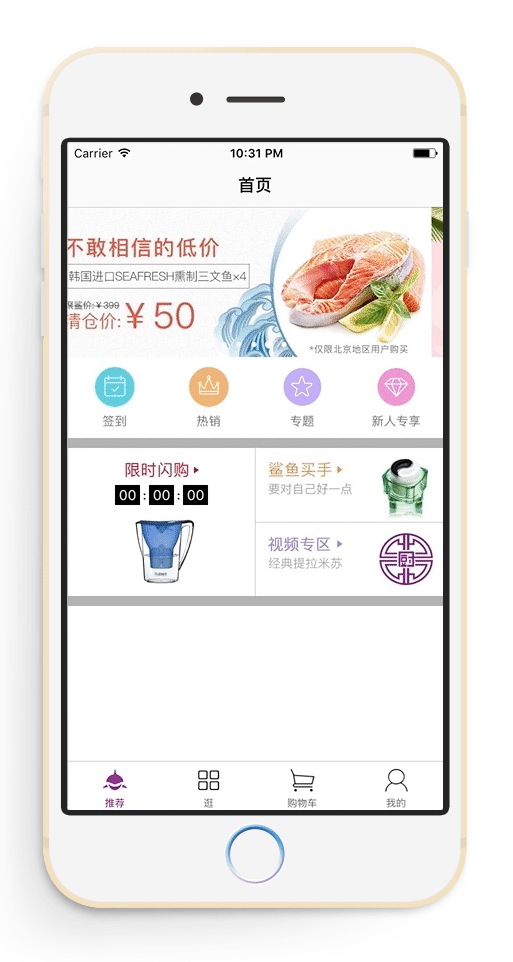 Carrier
10:31 PM
首页
不敢相信的低价
韩国进口SEAFRESH熏制三文鱼×4
聚鲨价:¥399
清仓价:¥50
*仅限北京地区用户购买
签到
热销
专题
新人专享
限时闪购
00:00:00
鲨鱼买手
要对自己好一点
视频专区
经典提拉米苏
推荐
逛
购物车
我的